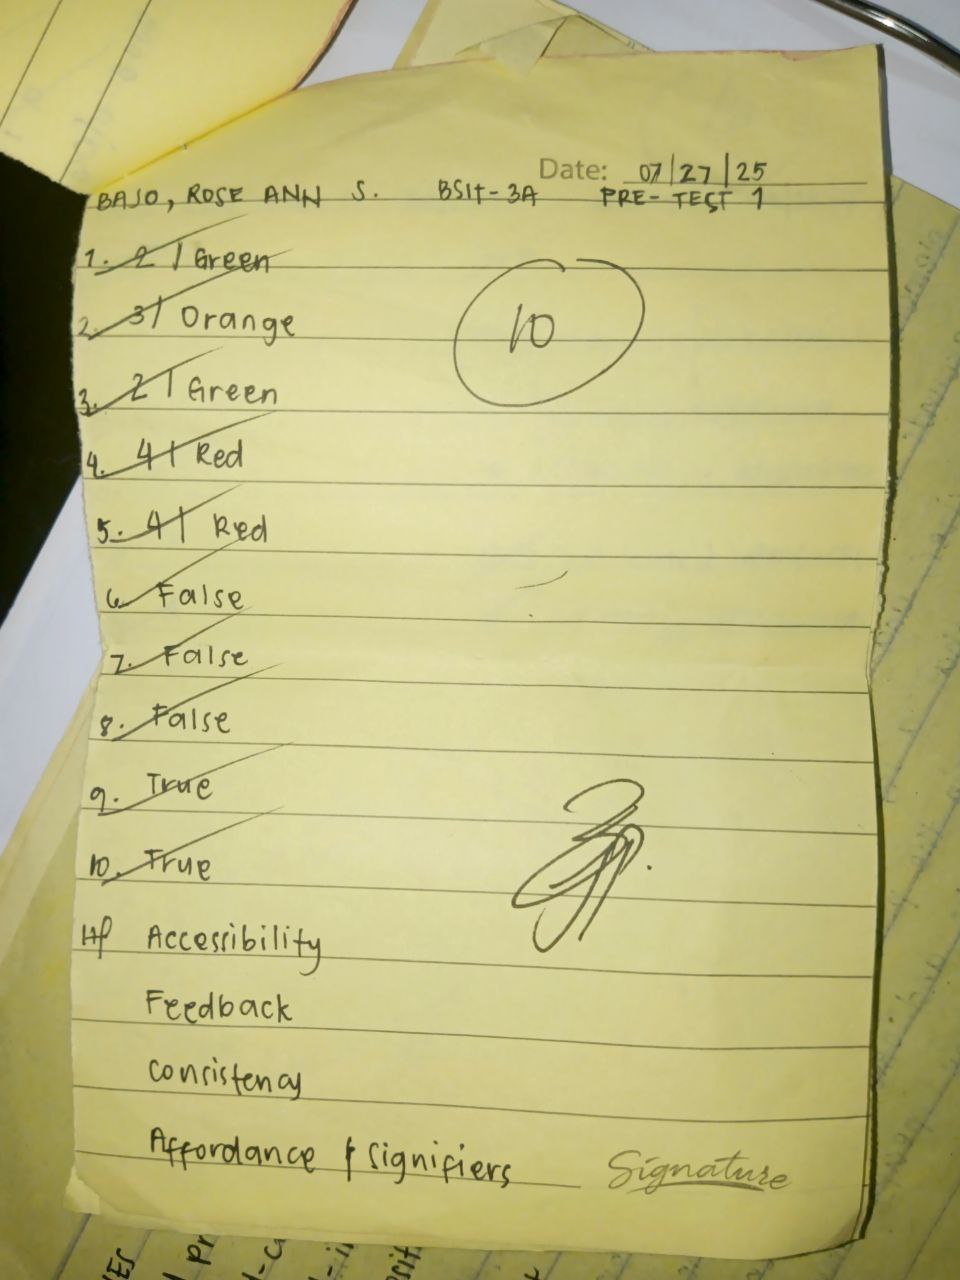 Date: 07/27/25
BAJO, ROSE ANN S. BSIT-3A PRE-TEST 1
1. 2 | Green
2. 3 | Orange
10
3. 2 | Green
4. 4 | Red
5. 4 | Red
6. False
7. False
8. False
9. True
10. True
Accessibility
Feedback
Consistency
Affordance & Signifiers
Signature